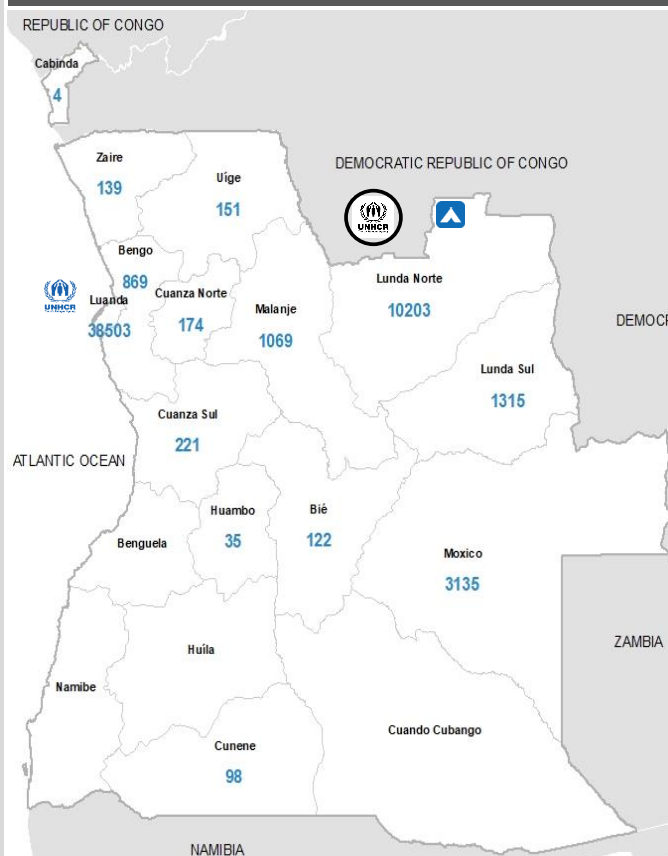 REPUBLIC OF CONGO
Cabinda
4
Zaire
139
Uíge
151
DEMOCRATIC REPUBLIC OF CONGO
UNHCR
Bengo
869
Lunda Norte
10203
UNHCR
Luanda
38503
Cuanza Norte
174
Malanje
1069
DEMOCR
Lunda Sul
1315
Cuanza Sul
221
ATLANTIC OCEAN
Huambo
35
Bié
122
Benguela
Moxico
3135
ZAMBIA
Huíla
Namibe
Cuando Cubango
Cunene
98
NAMIBIA